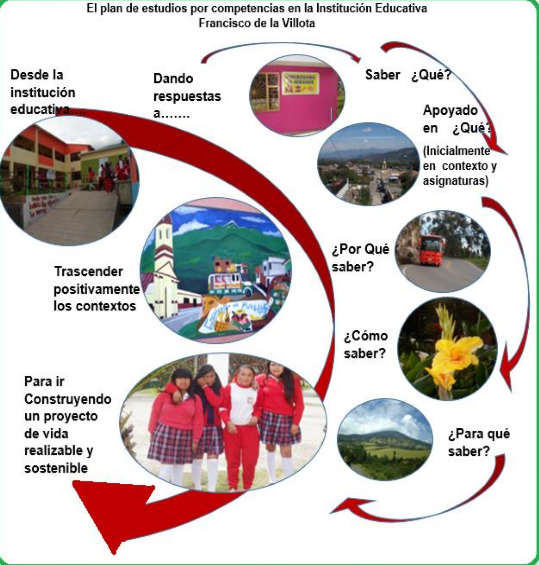 El plan de estudios por competencias en la Institución Educativa
Francisco de la Villota
Desde la
institución
educativa....
Dando
respuestas
a…….
Saber ¿Qué?
Apoyado
en ¿Qué?
(Inicialmente
en contexto y
asignaturas)
¿Por Qué
saber?
Trascender
positivamente
los contextos
¿Cómo
saber?
Para ir
Construyendo
un proyecto
de vida
realizable y
sostenible
¿Para qué
saber?